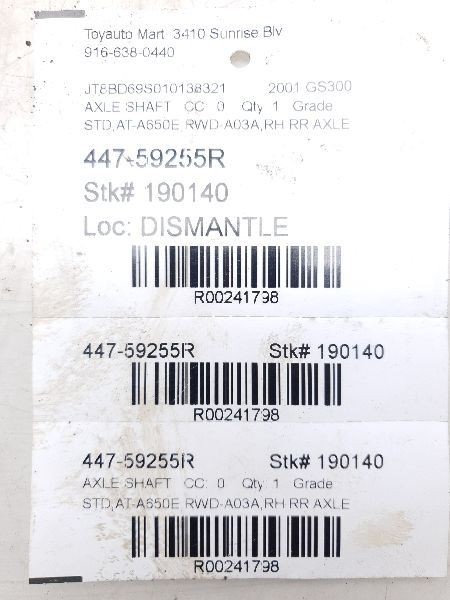 Toyauto Mart 3410 Sunrise Blv
916-638-0440
JT8BD69S010138321 2001 GS300
AXLE SHAFT CC: 0 Qty 1 Grade
STD,AT-A650E RWD-A03A,RH RR AXLE
447-59255R
Stk# 190140
Loc: DISMANTLE
R00241798
447-59255R Stk# 190140
R00241798
447-59255R Stk# 190140
AXLE SHAFT CC: 0 Qty 1 Grade
STD,AT-A650E RWD-A03A,RH RR AXLE
R00241798